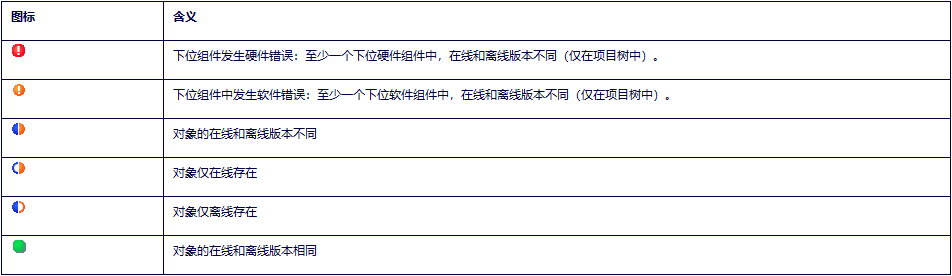 图标 含义
下位组件发生硬件错误：至少一个下位硬件组件中，在线和离线版本不同（仅在项目树中）。
下位组件中发生软件错误：至少一个下位软件组件中，在线和离线版本不同（仅在项目树中）。
对象的在线和离线版本不同
对象仅在线存在
对象仅离线存在
对象的在线和离线版本相同